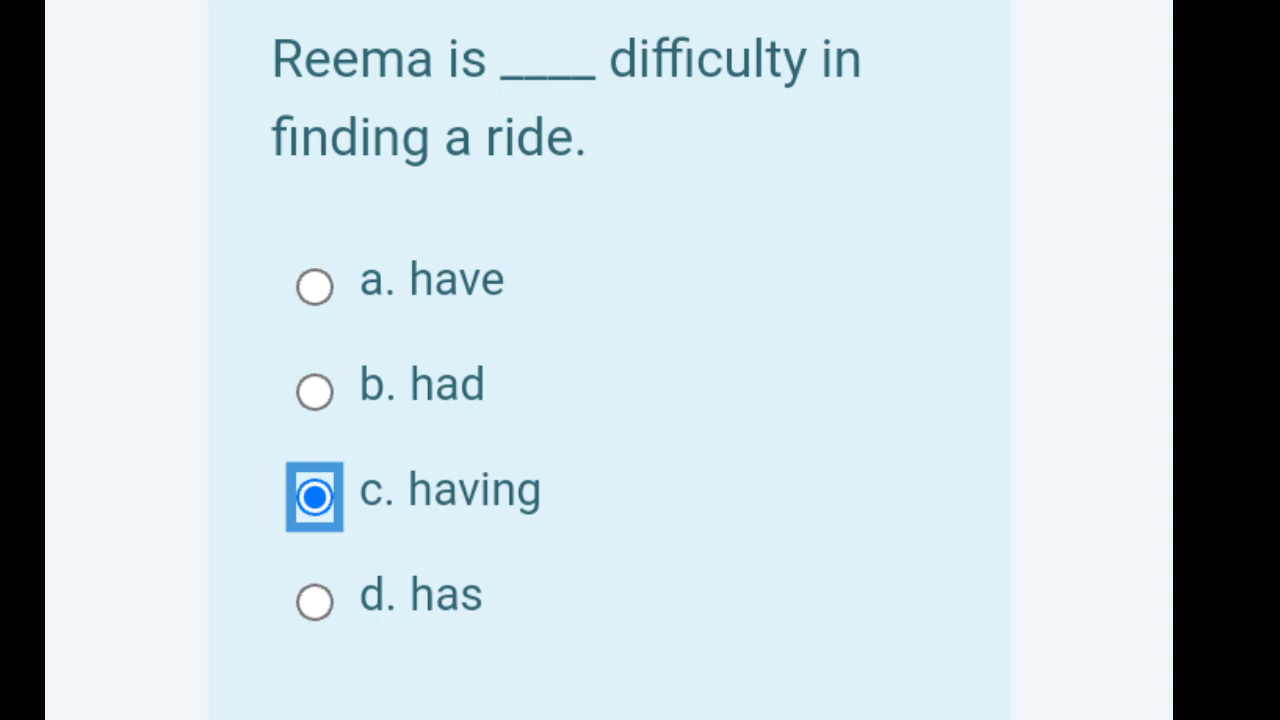 Reema is ____ difficulty in
finding a ride.
a. have
b. had
c. having
d. has